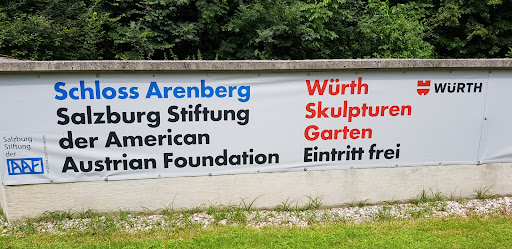 Schloss Arenberg
Salzburg Stiftung
der American
Austrian Foundation
Würth
Skulpturen
Garten
Eintritt frei
WÜRTH
Salzburg
Stiftung
der
AAF